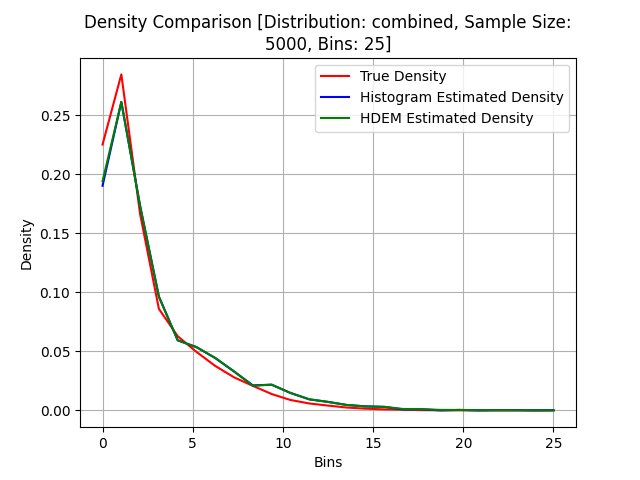 Density Comparison [Distribution: combined, Sample Size:
5000, Bins: 25]
True Density
Histogram Estimated Density
HDEM Estimated Density
Density
0.25
0.20
0.15
0.10
0.05
0.00
0 5 10 15 20 25
Bins